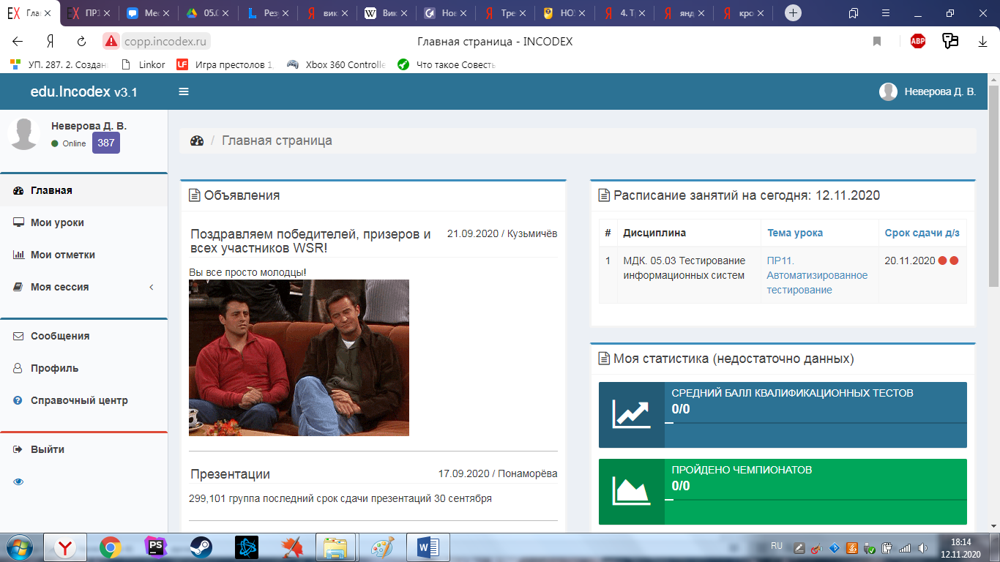 Глав
ПР1
Мес
05.0
Рез
вик
Вик
Нов
Тре
НОХ
4. Т
янд
кро
copp.incodex.ru
Главная страница - INCODEX
ABP
УП. 287. 2. Создан
Linkor
Игра престолов 1
Xbox 360 Controlle
Что такое Совесть
edu.Incodex v3.1
Неверова Д. В.
Неверова Д. В.
Online 387
Главная
Мои уроки
Мои отметки
Моя сессия
Сообщения
Профиль
Справочный центр
Выйти
Главная страница
Объявления
Поздравляем победителей, призеров и
всех участников WSR!
21.09.2020 / Кузьмичёв
Вы все просто молодцы!
Презентации
17.09.2020 / Понаморёва
299,101 группа последний срок сдачи презентаций 30 сентября
Расписание занятий на сегодня: 12.11.2020
# Дисциплина Тема урока Срок сдачи д/з
1 МДК. 05.03 Тестирование
информационных систем
ПР11.
Автоматизированное
тестирование
20.11.2020
Моя статистика (недостаточно данных)
СРЕДНИЙ БАЛЛ КВАЛИФИКАЦИОННЫХ ТЕСТОВ
0/0
ПРОЙДЕНО ЧЕМПИОНАТОВ
0/0
RU
18:14
12.11.2020